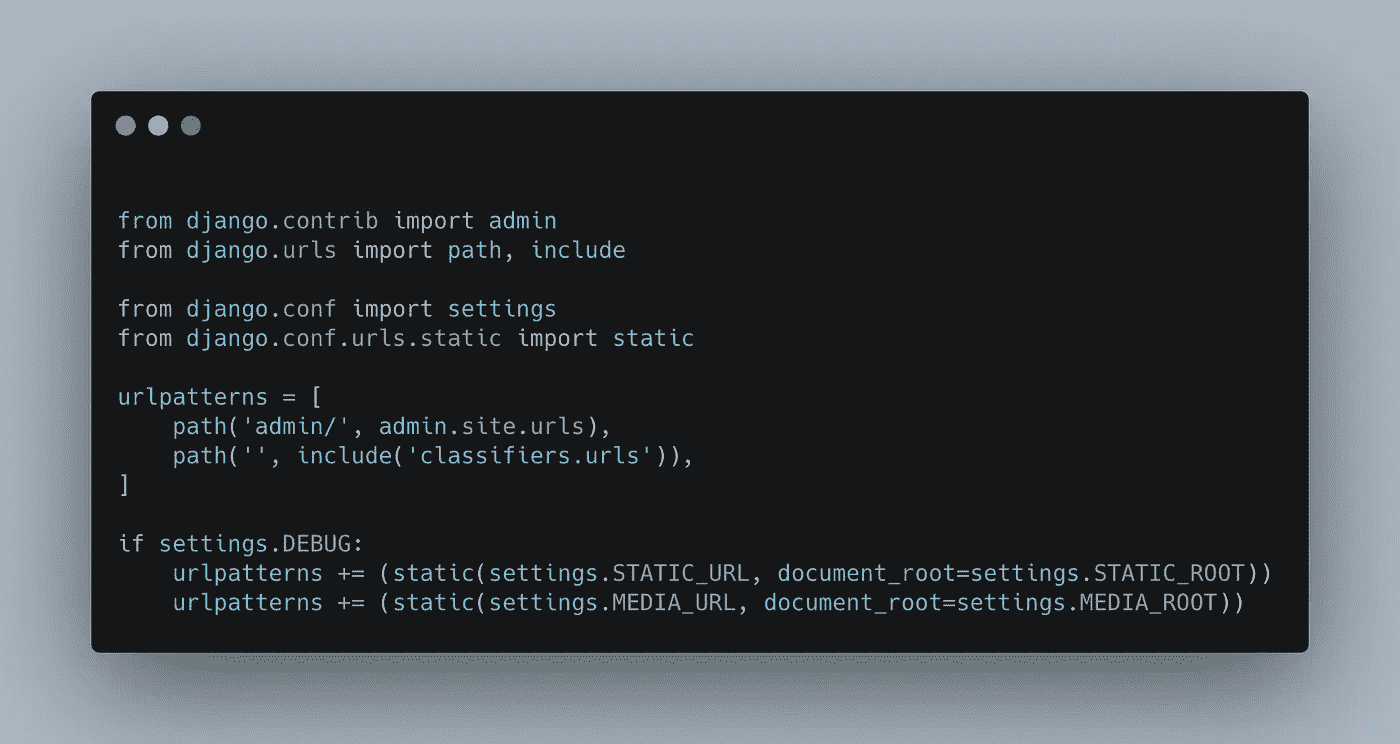 from django.contrib import admin
from django.urls import path, include

from django.conf import settings
from django.conf.urls.static import static

urlpatterns = [
    path('admin/', admin.site.urls),
    path('', include('classifiers.urls')),
]

if settings.DEBUG:
    urlpatterns += (static(settings.STATIC_URL, document_root=settings.STATIC_ROOT))
    urlpatterns += (static(settings.MEDIA_URL, document_root=settings.MEDIA_ROOT))